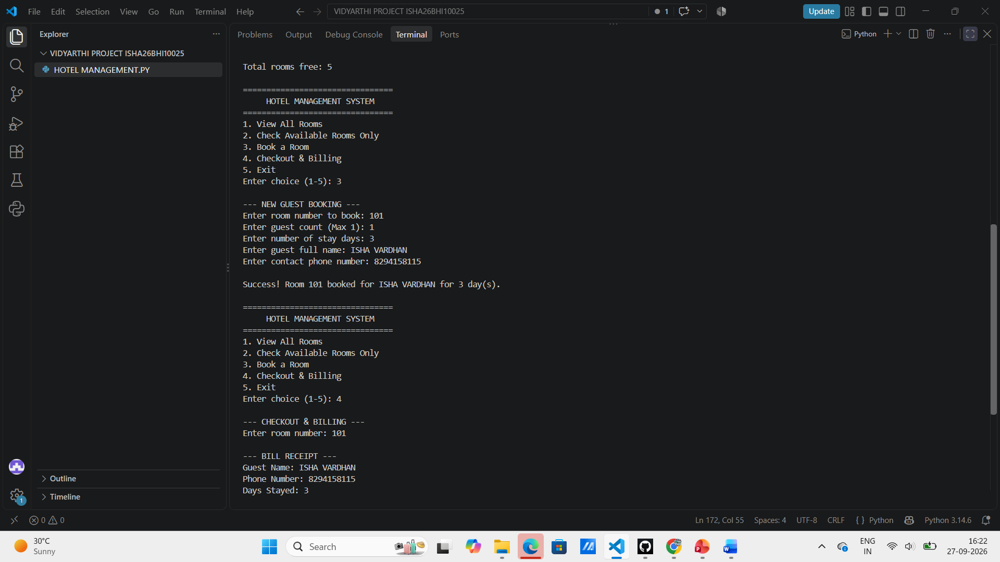 File Edit Selection View Go Run Terminal Help
VIDYARTHI PROJECT ISHA26BHI10025
1
Update
Explorer
VIDYARTHI PROJECT ISHA26BHI10025
HOTEL MANAGEMENT.PY
Outline
Timeline
1
Problems Output Debug Console Terminal Ports
Python
Total rooms free: 5
================================
HOTEL MANAGEMENT SYSTEM
================================
1. View All Rooms
2. Check Available Rooms Only
3. Book a Room
4. Checkout & Billing
5. Exit
Enter choice (1-5): 3
--- NEW GUEST BOOKING ---
Enter room number to book: 101
Enter guest count (Max 1): 1
Enter number of stay days: 3
Enter guest full name: ISHA VARDHAN
Enter contact phone number: 8294158115
Success! Room 101 booked for ISHA VARDHAN for 3 day(s).
================================
HOTEL MANAGEMENT SYSTEM
================================
1. View All Rooms
2. Check Available Rooms Only
3. Book a Room
4. Checkout & Billing
5. Exit
Enter choice (1-5): 4
--- CHECKOUT & BILLING ---
Enter room number: 101
--- BILL RECEIPT ---
Guest Name: ISHA VARDHAN
Phone Number: 8294158115
Days Stayed: 3
0 0
Ln 172, Col 55 Spaces: 4 UTF-8 CRLF { } Python Python 3.14.6
30°C
Sunny
Search
ENG
IN
16:22
27-09-2026